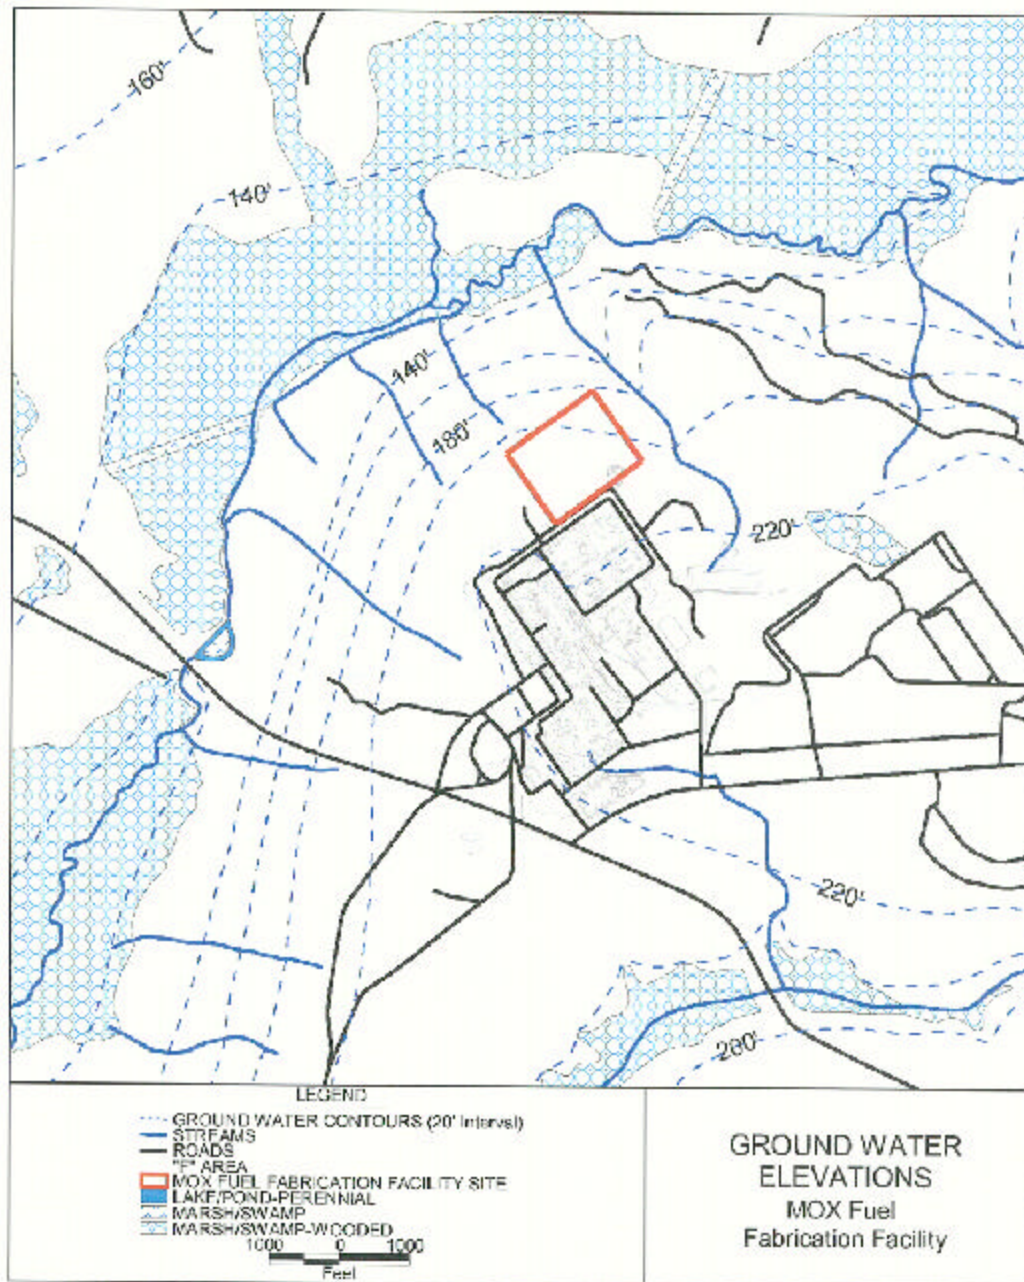 160'
140'
140'
180'
220'
220'
200'
LEGEND
GROUND WATER CONTOURS (20' Interval)
STREAMS
ROADS
"F" AREA
MOX FUEL FABRICATION FACILITY SITE
LAKE/POND-PERENNIAL
MARSH/SWAMP
MARSH/SWAMP-WOODED
1000 0 1000
Feet
GROUND WATER
ELEVATIONS
MOX Fuel
Fabrication Facility